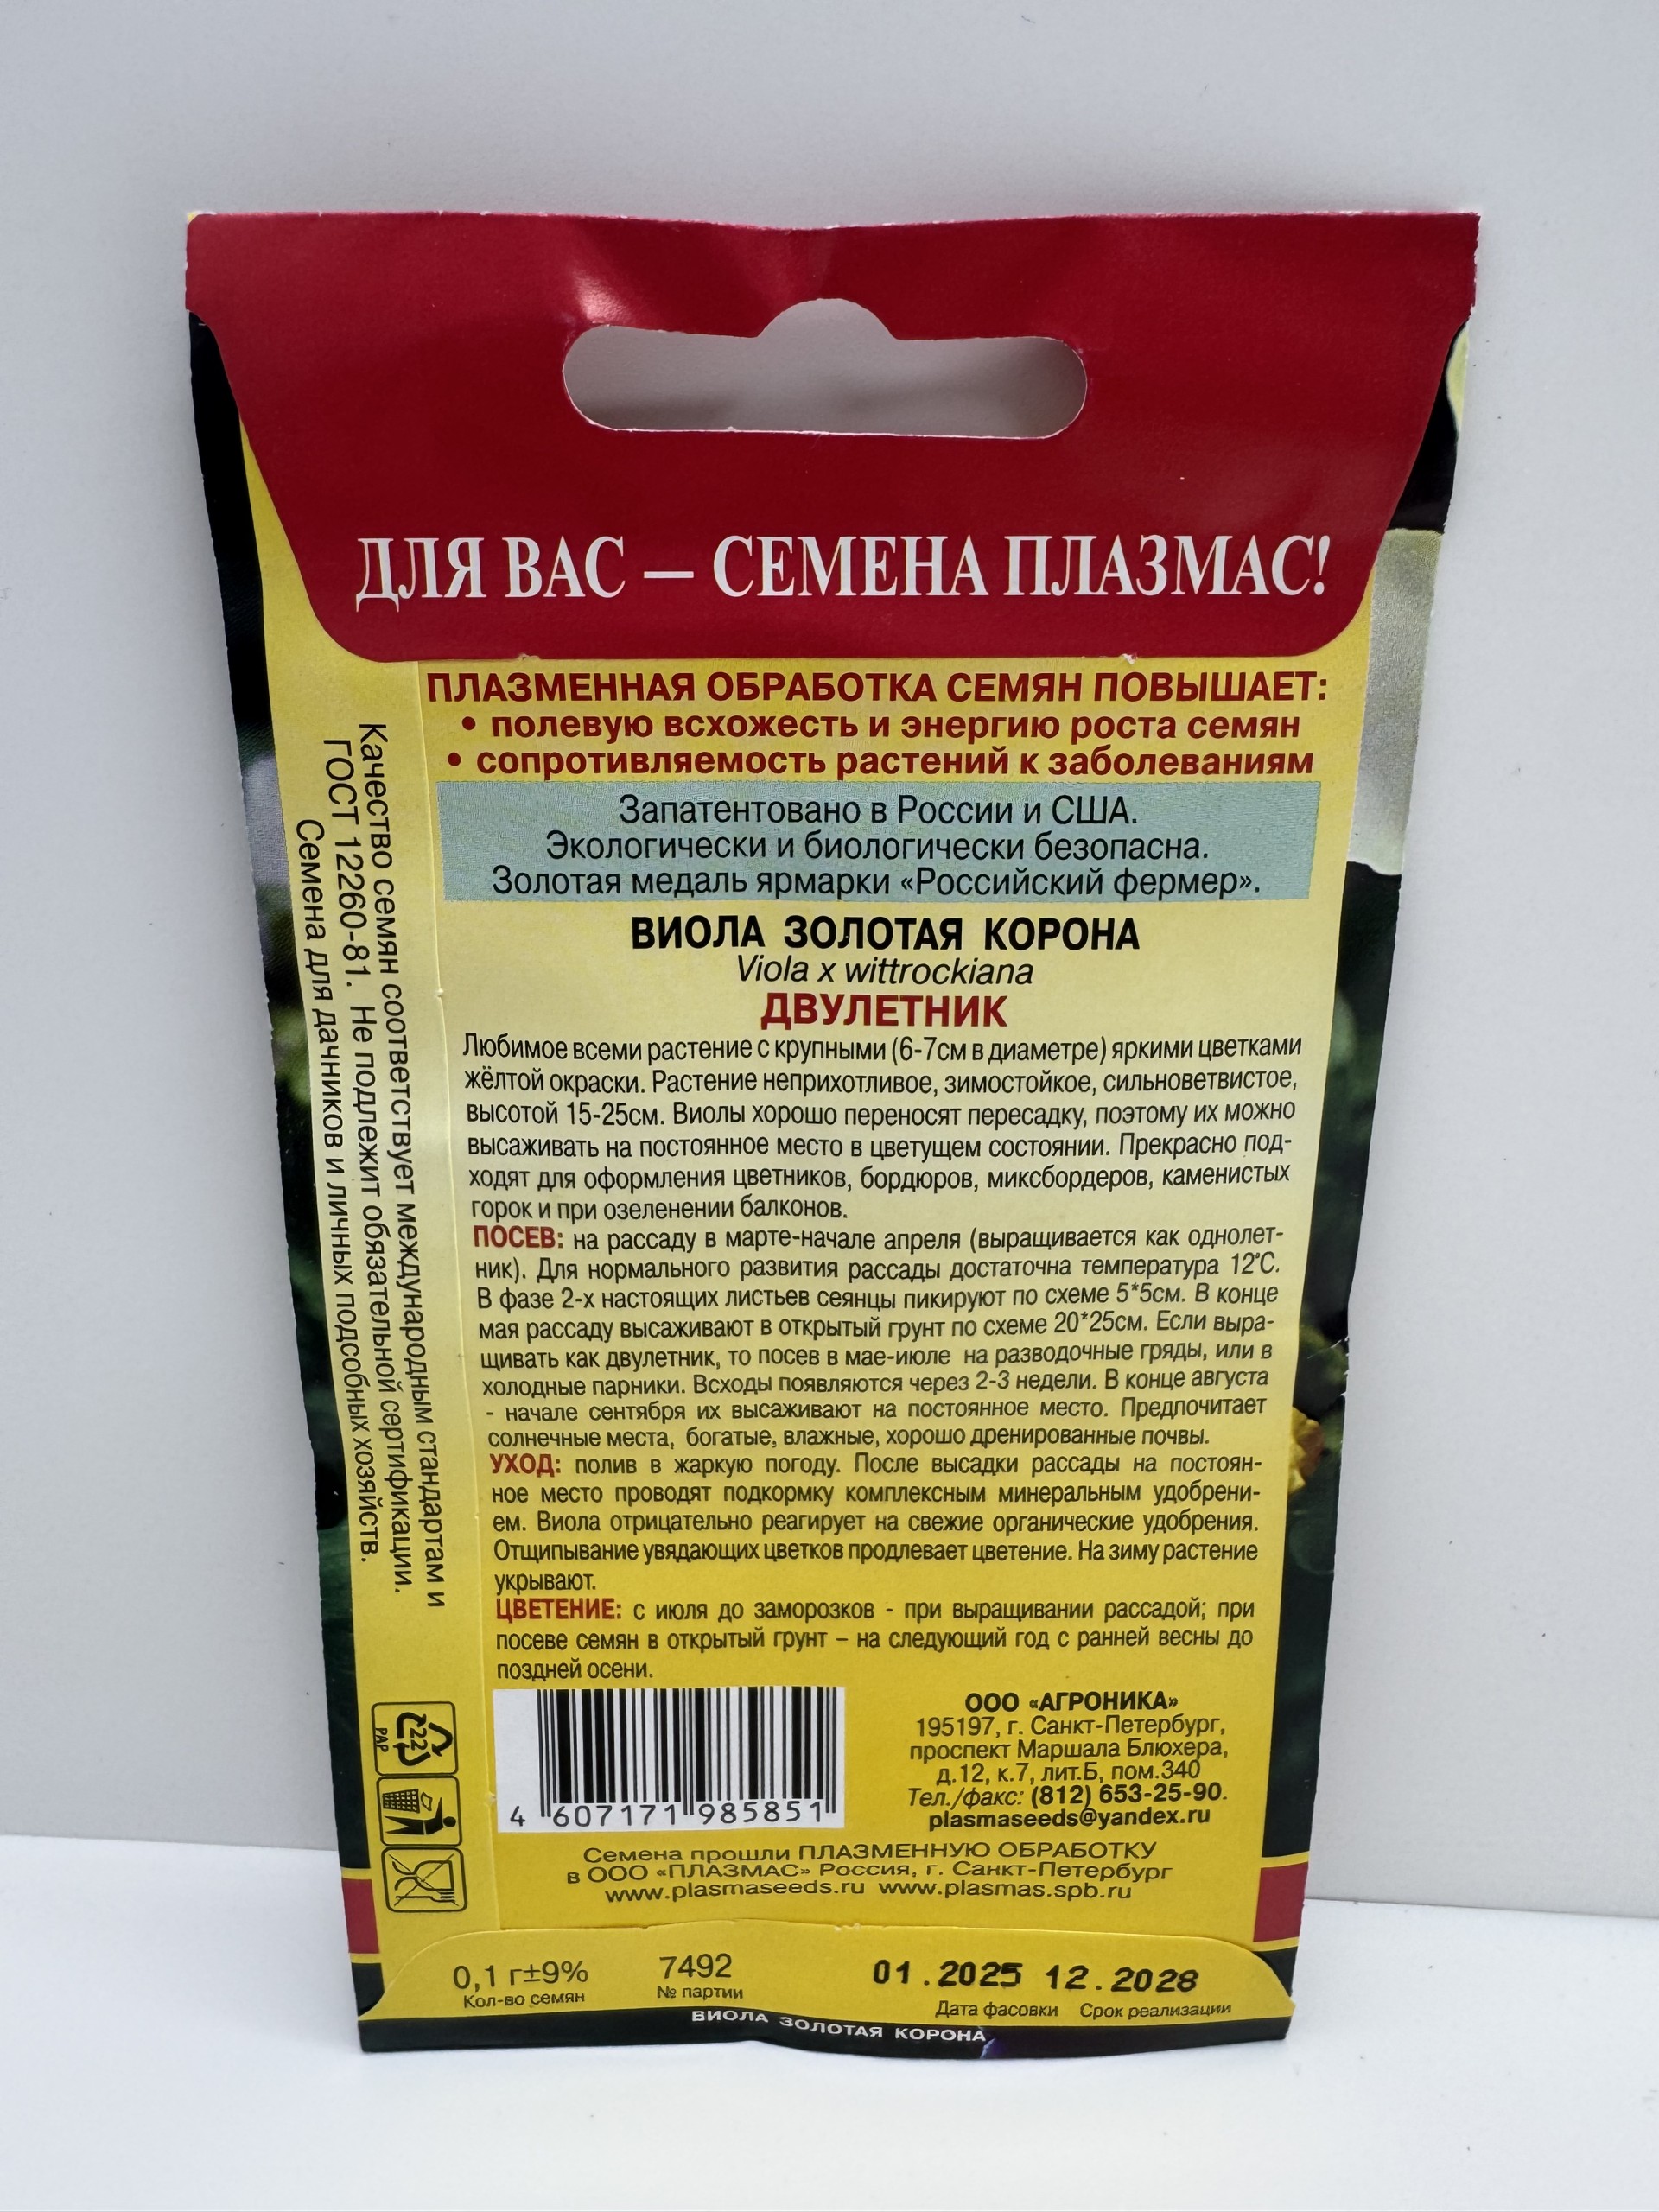 ДЛЯ ВАС – СЕМЕНА ПЛАЗМАС!
ПЛАЗМЕННАЯ ОБРАБОТКА СЕМЯН ПОВЫШАЕТ:
• полевую всхожесть и энергию роста семян
• сопротивляемость растений к заболеваниям
Запатентовано в России и США.
Экологически и биологически безопасна.
Золотая медаль ярмарки «Российский фермер».
ВИОЛА ЗОЛОТАЯ КОРОНА
Viola x wittrockiana
ДВУЛЕТНИК
Любимое всеми растение с крупными (6-7см в диаметре) яркими цветками
жёлтой окраски. Растение неприхотливое, зимостойкое, сильноветвистое,
высотой 15-25см. Виолы хорошо переносят пересадку, поэтому их можно
высаживать на постоянное место в цветущем состоянии. Прекрасно под-
ходят для оформления цветников, бордюров, миксбордеров, каменистых
горок и при озеленении балконов.
ПОСЕВ: на рассаду в марте-начале апреля (выращивается как однолет-
ник). Для нормального развития рассады достаточна температура 12°С.
В фазе 2-х настоящих листьев сеянцы пикируют по схеме 5*5см. В конце
мая рассаду высаживают в открытый грунт по схеме 20*25см. Если выра-
щивать как двулетник, то посев в мае-июле на разводочные гряды, или в
холодные парники. Всходы появляются через 2-3 недели. В конце августа
- начале сентября их высаживают на постоянное место. Предпочитает
солнечные места, богатые, влажные, хорошо дренированные почвы.
УХОД: полив в жаркую погоду. После высадки рассады на постоян-
ное место проводят подкормку комплексным минеральным удобрени-
ем. Виола отрицательно реагирует на свежие органические удобрения.
Отщипывание увядающих цветков продлевает цветение. На зиму растение
укрывают.
ЦВЕТЕНИЕ: с июля до заморозков - при выращивании рассадой; при
посеве семян в открытый грунт – на следующий год с ранней весны до
поздней осени.
4 607171 985851
ООО «АГРОНИКА»
195197, г. Санкт-Петербург,
проспект Маршала Блюхера,
д.12, к.7, лит.Б, пом.340
Тел./факс: (812) 653-25-90.
plasmaseeds@yandex.ru
Семена прошли ПЛАЗМЕННУЮ ОБРАБОТКУ
в ООО «ПЛАЗМАС» Россия, г. Санкт-Петербург
www.plasmaseeds.ru www.plasmas.spb.ru
Качество семян соответствует международным стандартам и
ГОСТ 12260-81. Не подлежит обязательной сертификации.
Семена для дачников и личных подсобных хозяйств.
22
PAP
0,1 г±9% 7492 01.2025 12.2028
Кол-во семян № партии Дата фасовки Срок реализации
ВИОЛА ЗОЛОТАЯ КОРОНА